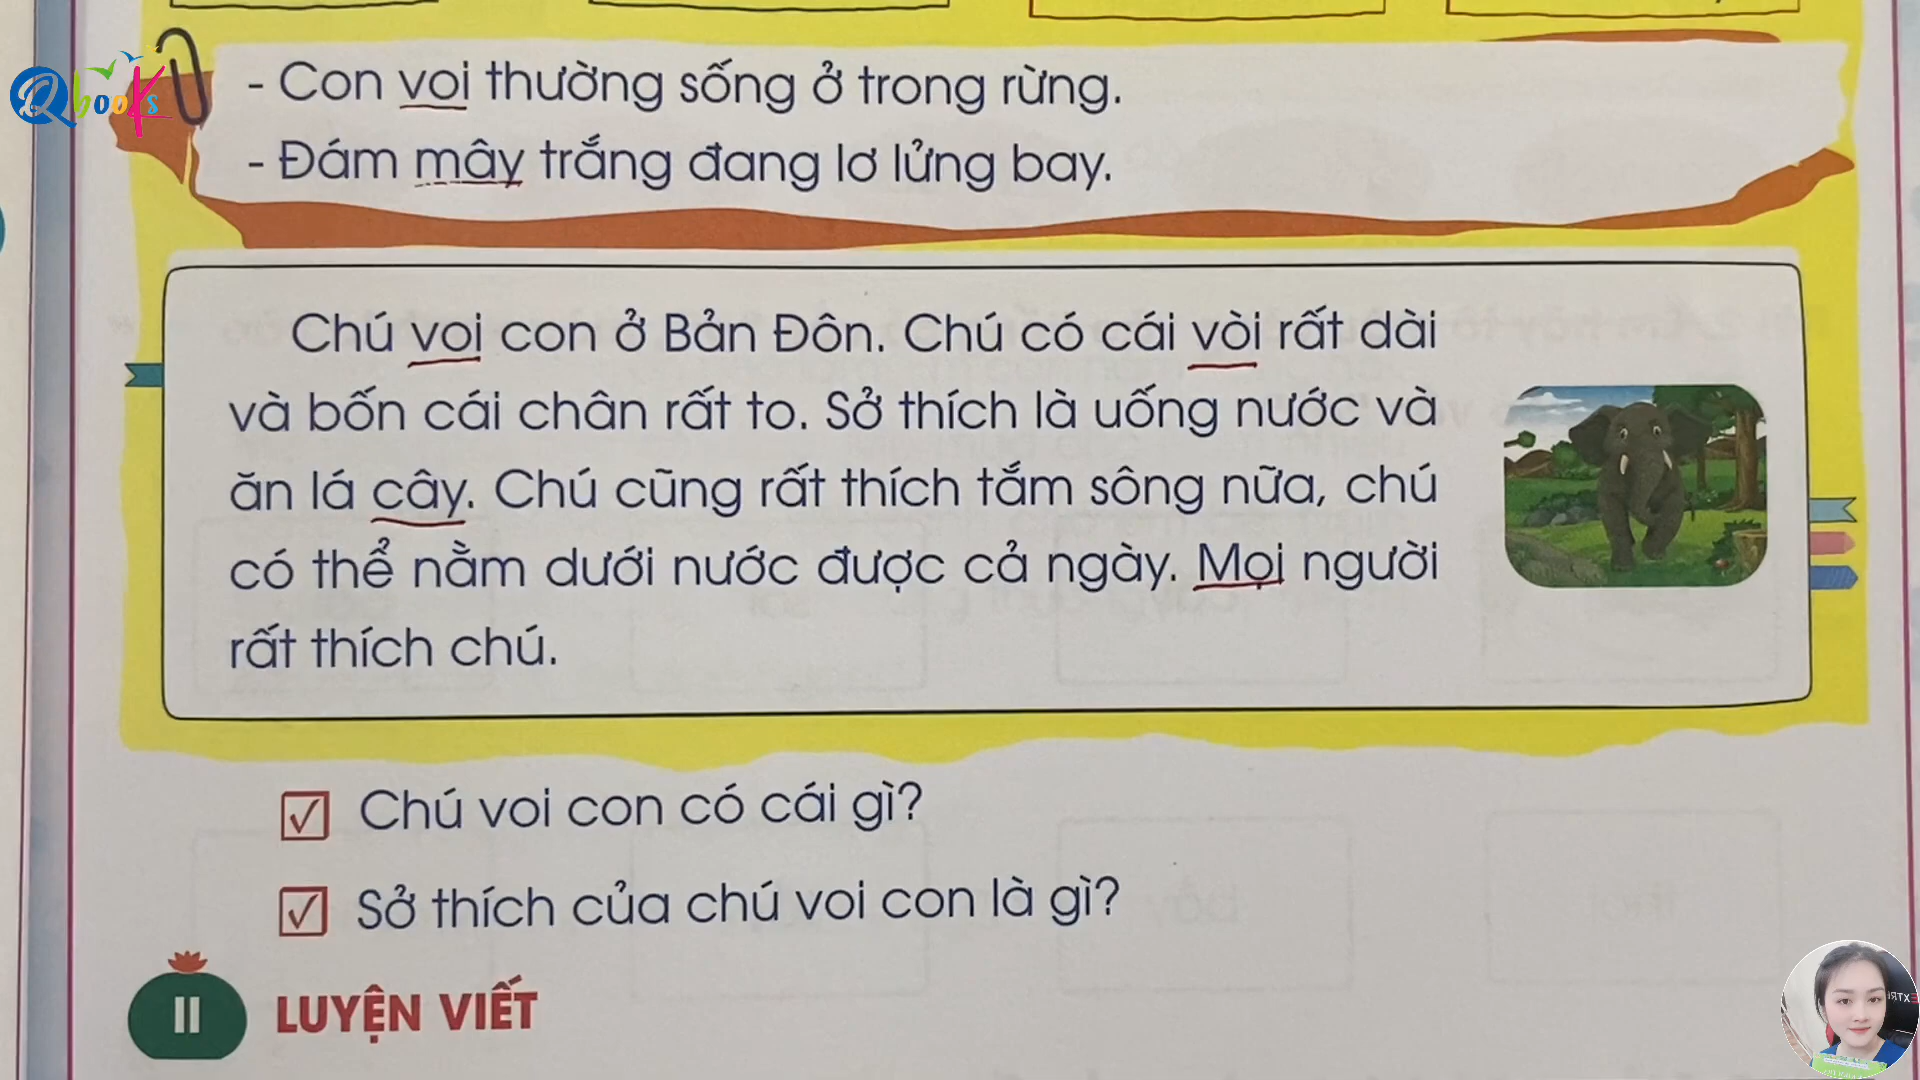 Qbooks
- Con voi thường sống ở trong rừng.
- Đám mây trắng đang lơ lửng bay.
Chú voi con ở Bản Đôn. Chú có cái vòi rất dài
và bốn cái chân rất to. Sở thích là uống nước và
ăn lá cây. Chú cũng rất thích tắm sông nữa, chú
có thể nằm dưới nước được cả ngày. Mọi người
rất thích chú.
Chú voi con có cái gì?
Sở thích của chú voi con là gì?
II LUYỆN VIẾT